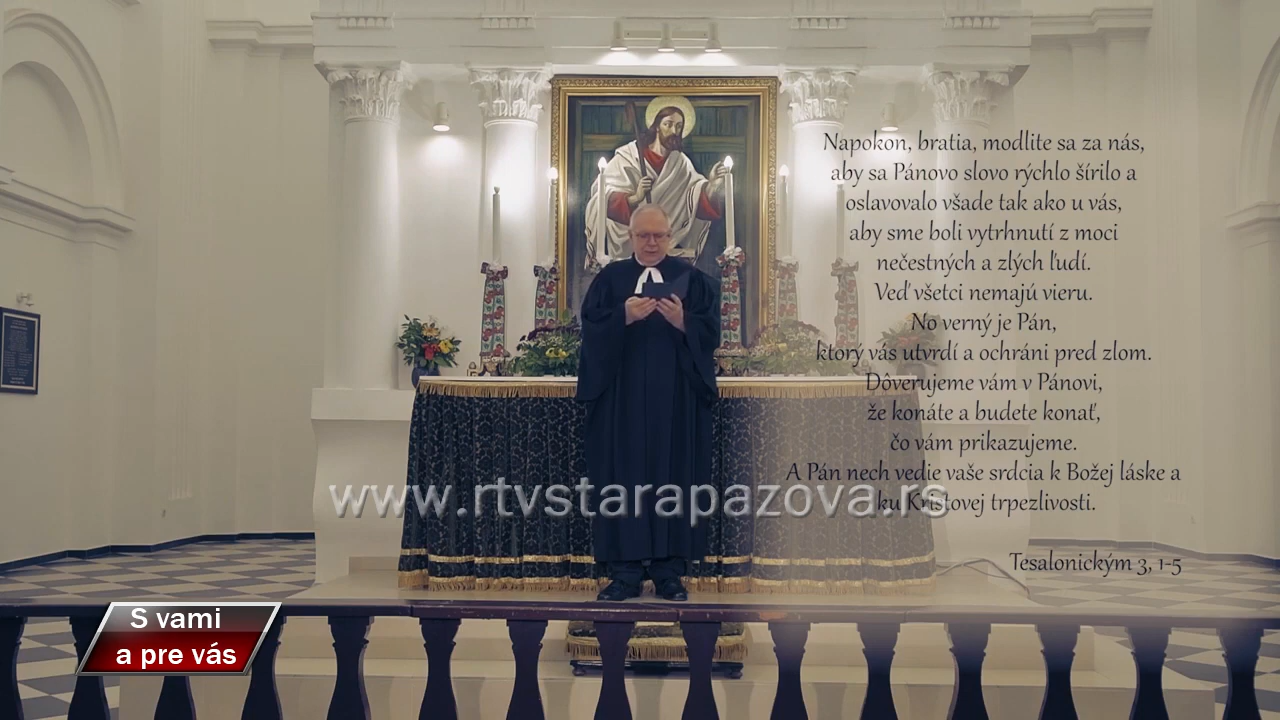 Napokon, bratia, modlite sa za nás,
aby sa Pánovo slovo rýchlo šírilo a
oslavovalo všade tak ako u vás,
aby sme boli vytrhnutí z moci
nečestných a zlých ľudí.
Veď všetci nemajú vieru.
No verný je Pán,
ktorý vás utvrdí a ochráni pred zlom.
Dôverujeme vám v Pánovi,
že konáte a budete konať,
čo vám prikazujeme.
A Pán nech vedie vaše srdcia k Božej láske a
ku Kristovej trpezlivosti.
Tesalonickým 3, 1-5
www.rtvstarapazova.rs
S vami
a pre vás